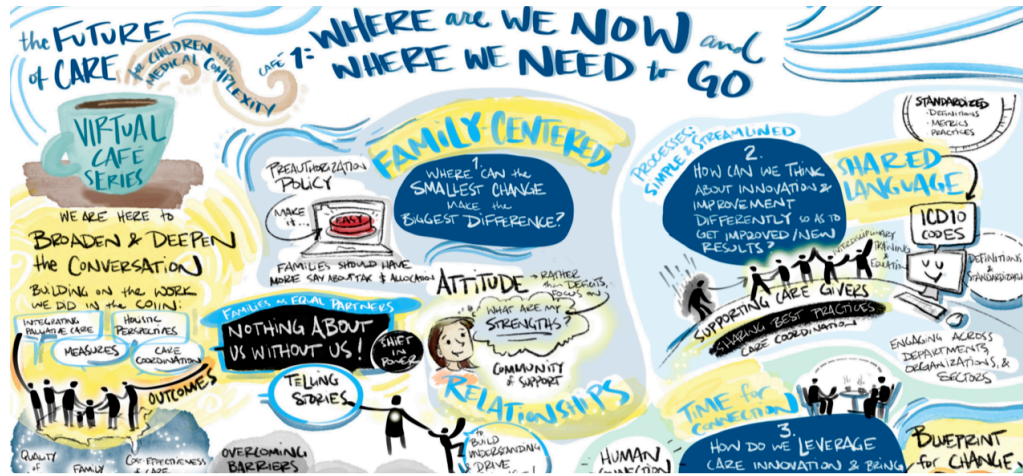 the FUTURE
of CARE
for CHILDREN with
MEDICAL COMPLEXITY
CAFÉ 1:
WHERE are WE NOW and
WHERE WE NEED to GO
VIRTUAL
CAFÉ
SERIES
WE ARE HERE to
BROADEN & DEEPEN
the CONVERSATION
BUILDING ON the WORK
WE DID IN the COIIN:
INTEGRATING
PALLIATIVE CARE
HOLISTIC
PERSPECTIVES
MEASURES
CARE
COORDINATION
OUTCOMES
QUALITY
of
FAMILY
COST-EFFECTIVENESS
of CARE
PREAUTHORIZATION
POLICY
MAKE
it...
EASY
FAMILIES SHOULD HAVE
MORE SAY ABOUT TAX $ ALLOCATION
FAMILIES as EQUAL PARTNERS
NOTHING ABOUT
US WITHOUT US!
SHIFT
in
POWER
TELLING
STORIES
OVERCOMING
BARRIERS
FAMILY-CENTERED
1.
WHERE CAN the
SMALLEST CHANGE
MAKE the
BIGGEST DIFFERENCE?
ATTITUDE
RATHER
than DEFICITS,
FOCUS on
WHAT ARE MY
STRENGTHS?
COMMUNITY
of SUPPORT
RELATIONSHIPS
to
BUILD
UNDERSTANDING
& DRIVE
HUMAN
CONNECTION
PROCESSES:
SIMPLE & STREAMLINED
2.
HOW CAN WE THINK
ABOUT INNOVATION &
IMPROVEMENT
DIFFERENTLY so AS to
GET IMPROVED/NEW
RESULTS?
SHARED
LANGUAGE
STANDARDIZED
• DEFINITIONS
• METRICS
• PRACTICES
ICD10
CODES
DEFINITIONS
& STANDARDIZATION
INTERDISCIPLINARY
TRAINING
& EDUCATION
SUPPORTING CARE GIVERS
SHARING BEST PRACTICES
CARE COORDINATION
ENGAGING ACROSS
DEPARTMENTS,
ORGANIZATIONS, &
SECTORS
TIME for
CONNECTION
3.
HOW DO WE LEVERAGE
CARE INNOVATION & BRING
BLUEPRINT
for CHANGE